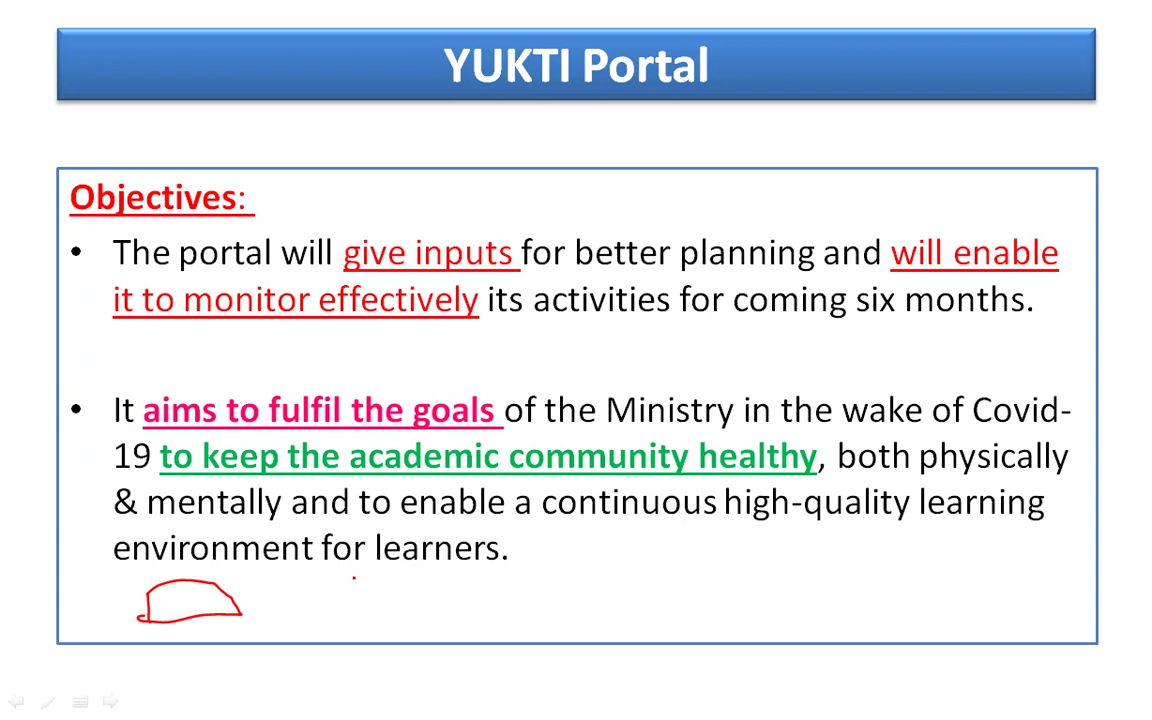 YUKTI Portal
Objectives:
• The portal will give inputs for better planning and will enable
it to monitor effectively its activities for coming six months.
• It aims to fulfil the goals of the Ministry in the wake of Covid-
19 to keep the academic community healthy, both physically
& mentally and to enable a continuous high-quality learning
environment for learners.